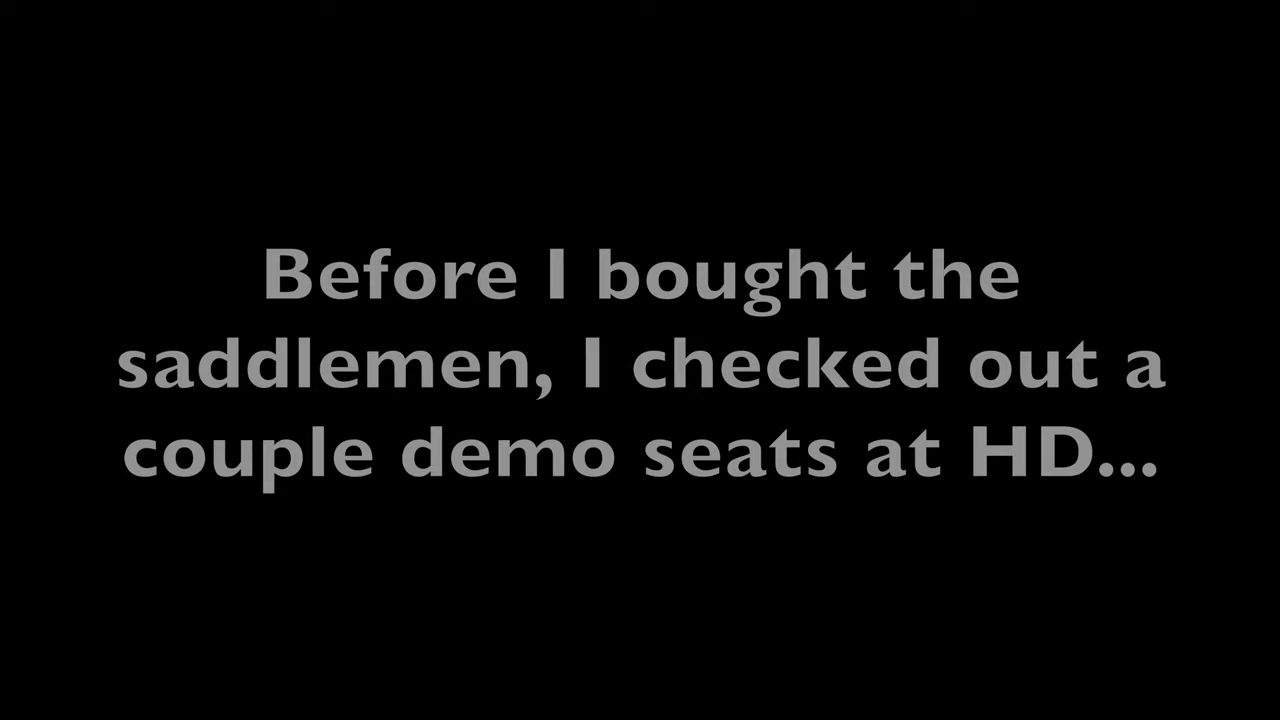 Before I bought the
saddlemen, I checked out a
couple demo seats at HD...